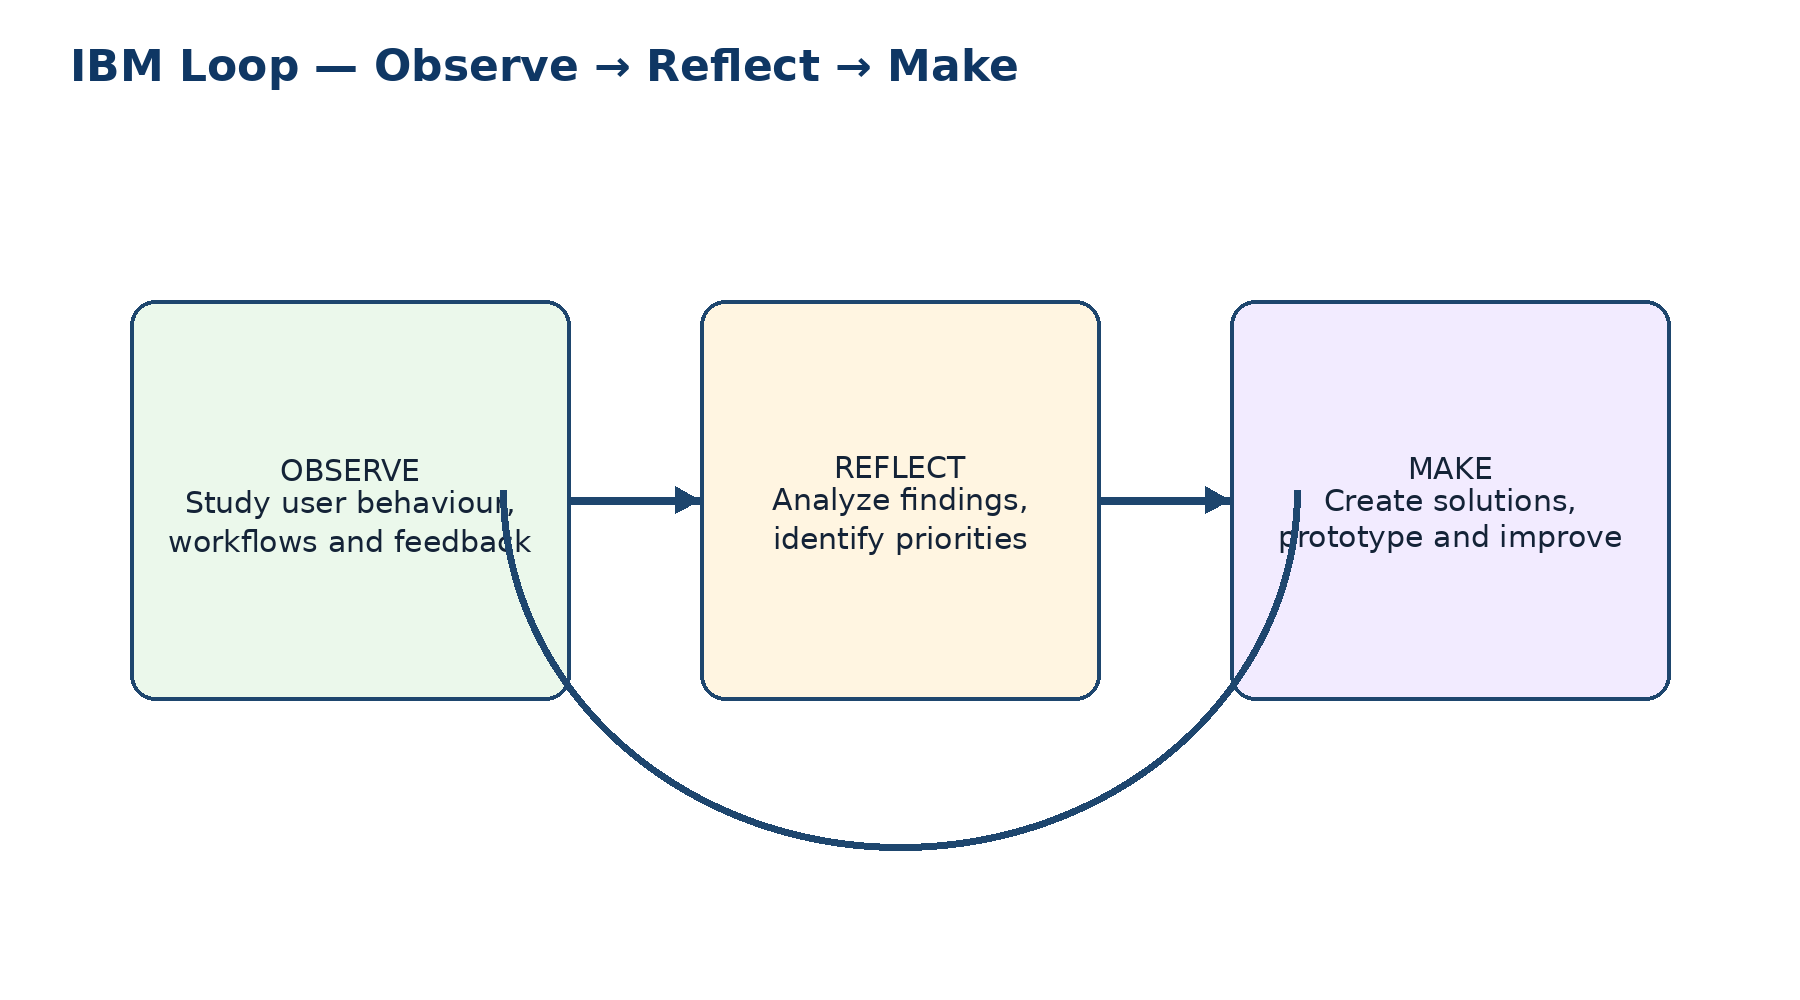 IBM Loop — Observe → Reflect → Make
OBSERVE
Study user behaviour,
workflows and feedback
REFLECT
Analyze findings,
identify priorities
MAKE
Create solutions,
prototype and improve